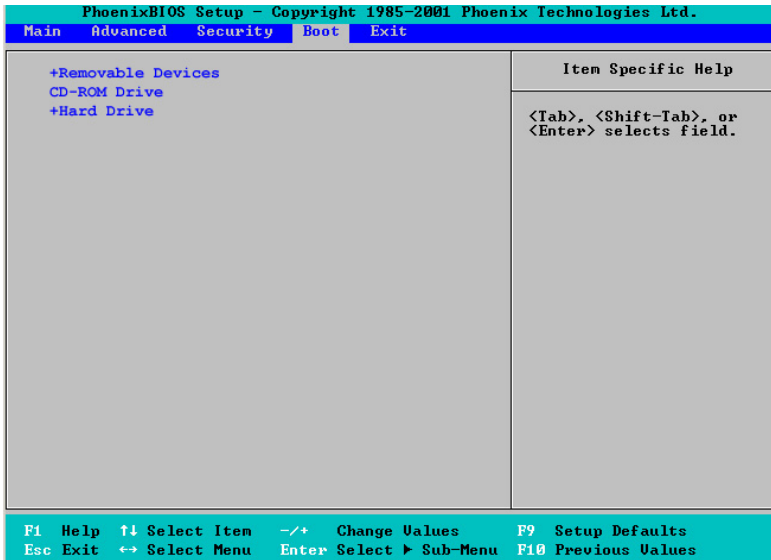 PhoenixBIOS Setup - Copyright 1985-2001 Phoenix Technologies Ltd.
Main Advanced Security Boot Exit
+Removable Devices
CD-ROM Drive
+Hard Drive
Item Specific Help
<Tab>, <Shift-Tab>, or
<Enter> selects field.
F1 Help ↑↓ Select Item -/+ Change Values F9 Setup Defaults
Esc Exit ↔ Select Menu Enter Select ▶ Sub-Menu F10 Previous Values